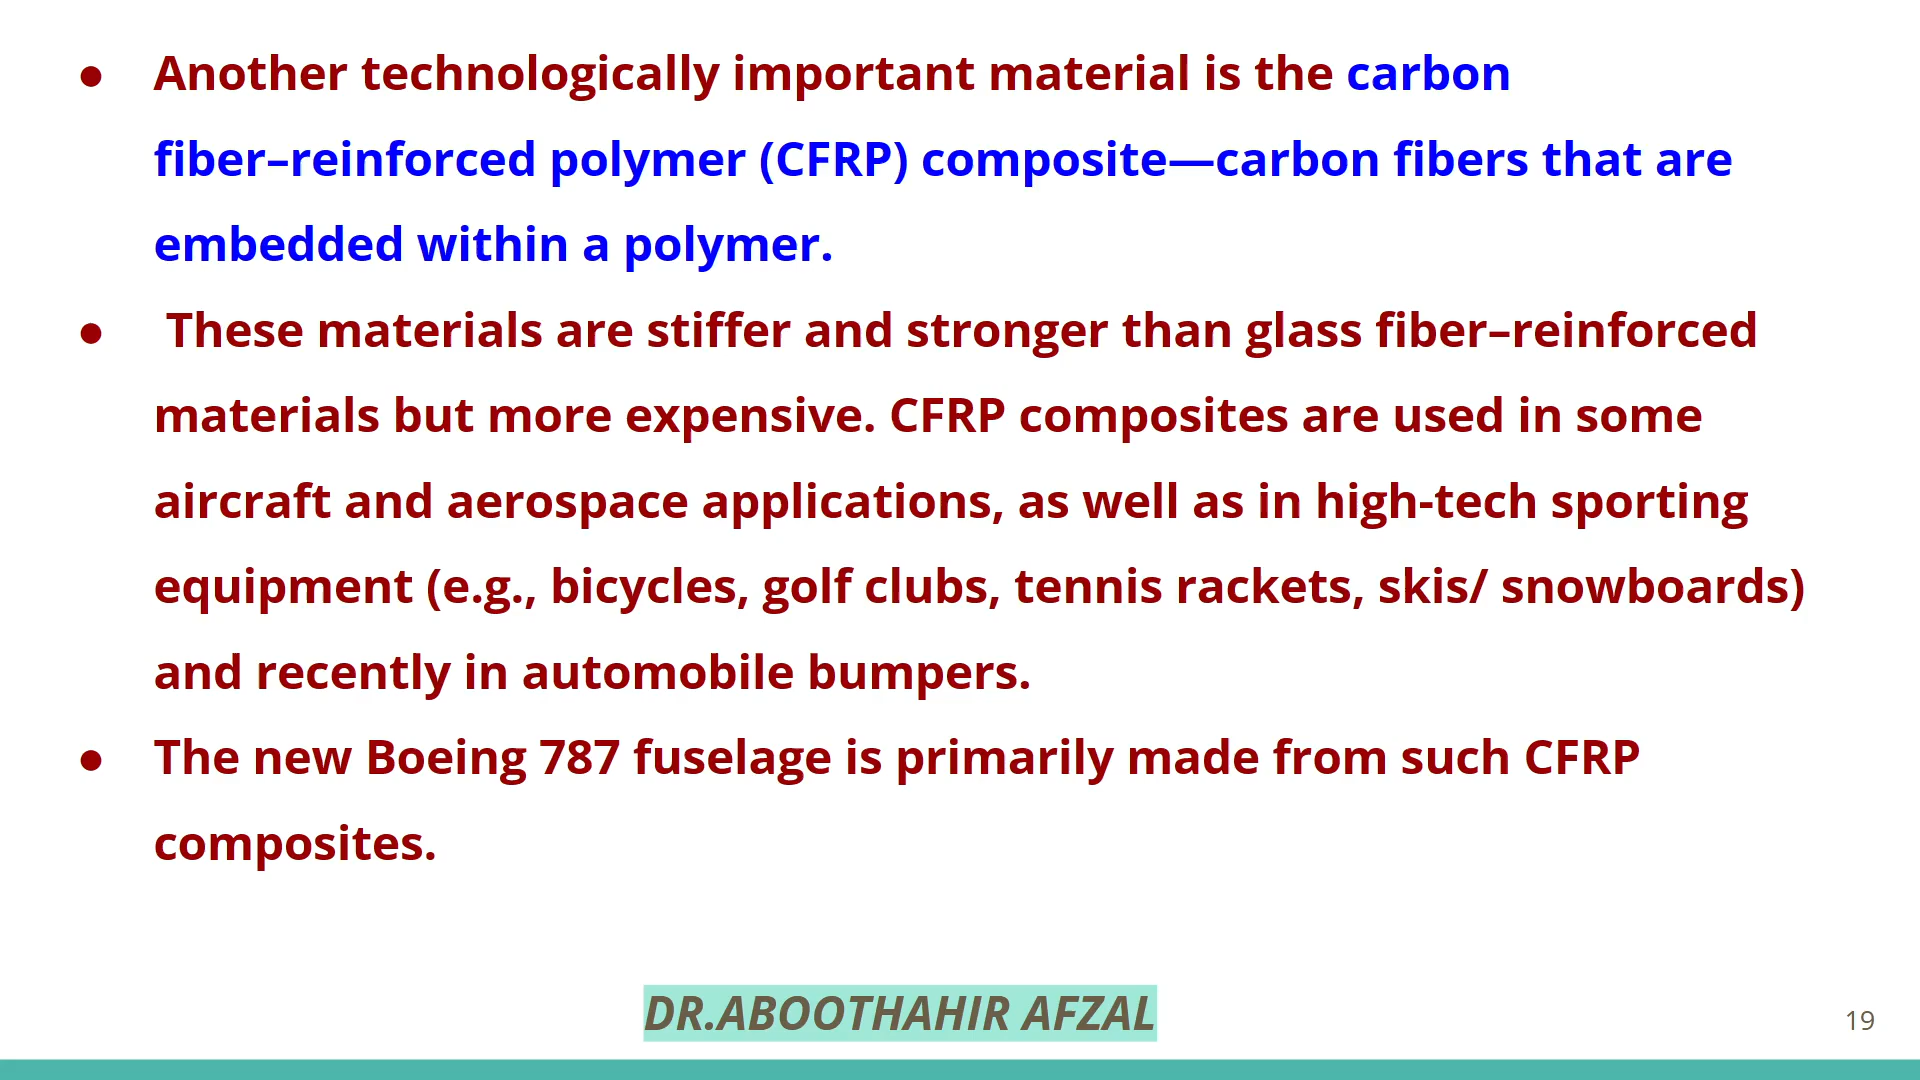 ● Another technologically important material is the carbon
fiber–reinforced polymer (CFRP) composite—carbon fibers that are
embedded within a polymer.
● These materials are stiffer and stronger than glass fiber–reinforced
materials but more expensive. CFRP composites are used in some
aircraft and aerospace applications, as well as in high-tech sporting
equipment (e.g., bicycles, golf clubs, tennis rackets, skis/ snowboards)
and recently in automobile bumpers.
● The new Boeing 787 fuselage is primarily made from such CFRP
composites.
DR.ABOOTHAHIR AFZAL
19